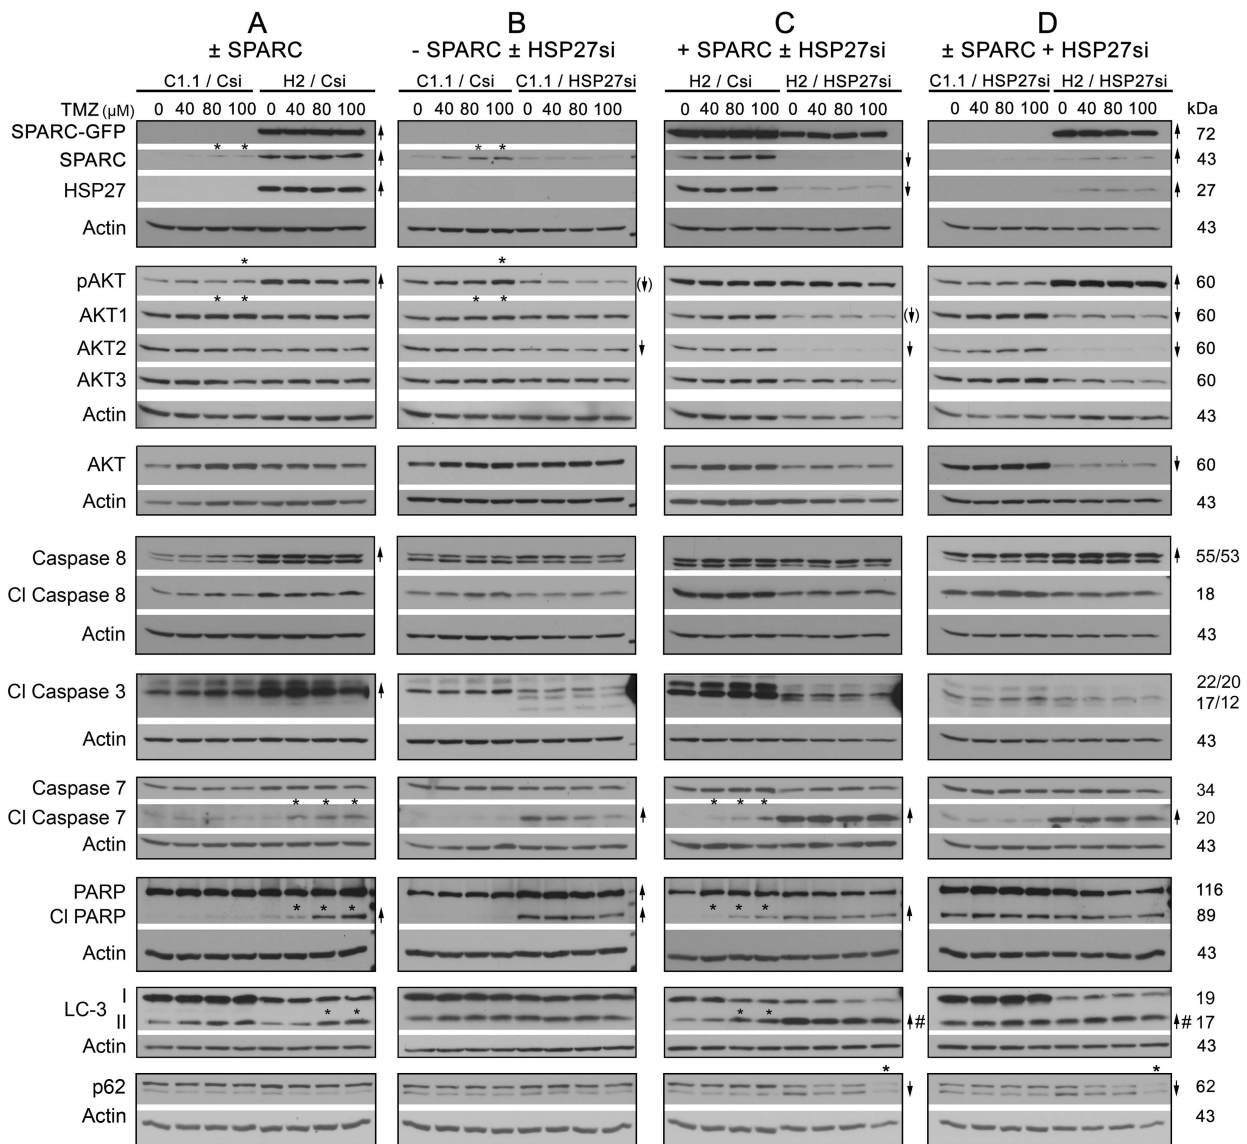 A B C D
± SPARC - SPARC ± HSP27si + SPARC ± HSP27si ± SPARC + HSP27si
C1.1 / Csi H2 / Csi C1.1 / Csi C1.1 / HSP27si H2 / Csi H2 / HSP27si C1.1 / HSP27si H2 / HSP27si
TMZ (µM) 0 40 80 100 0 40 80 100 0 40 80 100 0 40 80 100 0 40 80 100 0 40 80 100 0 40 80 100 0 40 80 100 kDa
SPARC-GFP 72
* * * *
SPARC 43
HSP27 27
Actin 43
* *
pAKT 60
* * * *
AKT1 60
AKT2 60
AKT3 60
Actin 43
AKT 60
Actin 43
Caspase 8 55/53
Cl Caspase 8 18
Actin 43
Cl Caspase 3 22/20
17/12
Actin 43
Caspase 7 34
* * * * * *
Cl Caspase 7 20
Actin 43
PARP 116
* * * * * *
Cl PARP 89
Actin 43
LC-3 I 19
* * * *
II # # 17
Actin 43
* *
p62 62
Actin 43